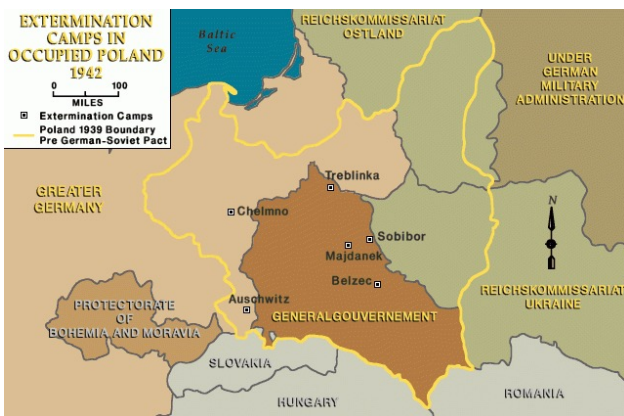 EXTERMINATION
CAMPS IN
OCCUPIED POLAND
1942
0 100
MILES
Extermination Camps
Poland 1939 Boundary
Pre German-Soviet Pact
Baltic
Sea
REICHSKOMMISSARIAT
OSTLAND
UNDER
GERMAN
MILITARY
ADMINISTRATION
GREATER
GERMANY
Treblinka
Chelmno
Sobibor
Majdanek
Belzec
N
Auschwitz
GENERALGOUVERNEMENT
REICHSKOMMISSARIAT
UKRAINE
PROTECTORATE
OF
BOHEMIA AND MORAVIA
SLOVAKIA
HUNGARY
ROMANIA